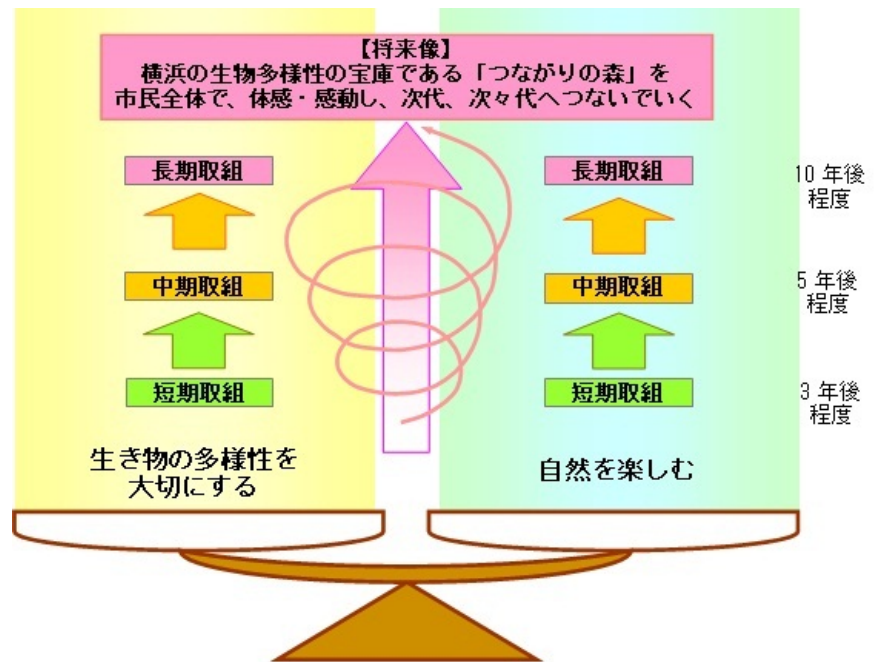 【将来像】
横浜の生物多様性の宝庫である「つながりの森」を
市民全体で、体感・感動し、次代、次々代へつないでいく
長期取組
中期取組
短期取組
生き物の多様性を
大切にする
長期取組
中期取組
短期取組
自然を楽しむ
10 年後
程度
5 年後
程度
3 年後
程度